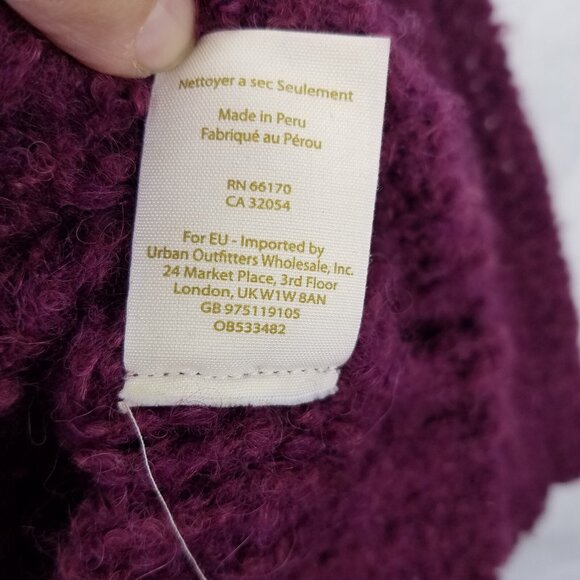 Nettoyer a sec Seulement
Made in Peru
Fabriqué au Pérou
RN 66170
CA 32054
For EU - Imported by
Urban Outfitters Wholesale, Inc.
24 Market Place, 3rd Floor
London, UK W1W 8AN
GB 975119105
OB533482